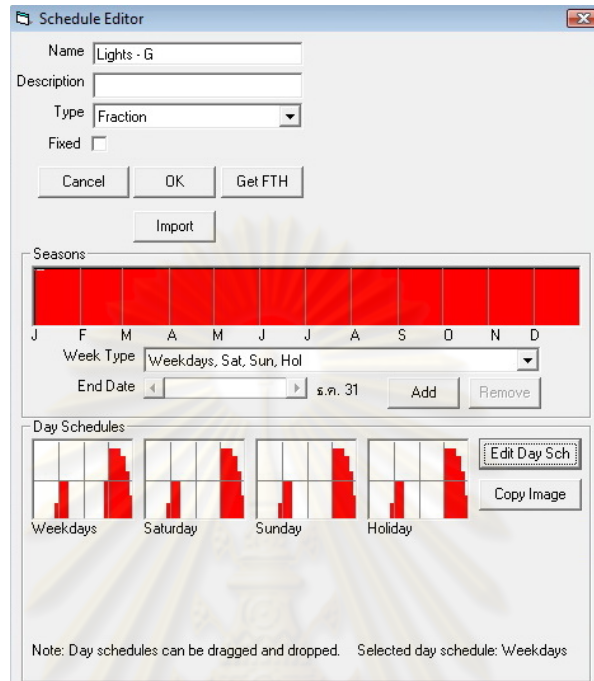 Schedule Editor
Name Lights - G
Description
Type Fraction
Fixed
Cancel OK Get FTH
Import
Seasons
J F M A M J J A S O N D
Week Type Weekdays, Sat, Sun, Hol
End Date ธ.ค. 31 Add Remove
Day Schedules
Edit Day Sch
Copy Image
Weekdays Saturday Sunday Holiday
Note: Day schedules can be dragged and dropped. Selected day schedule: Weekdays